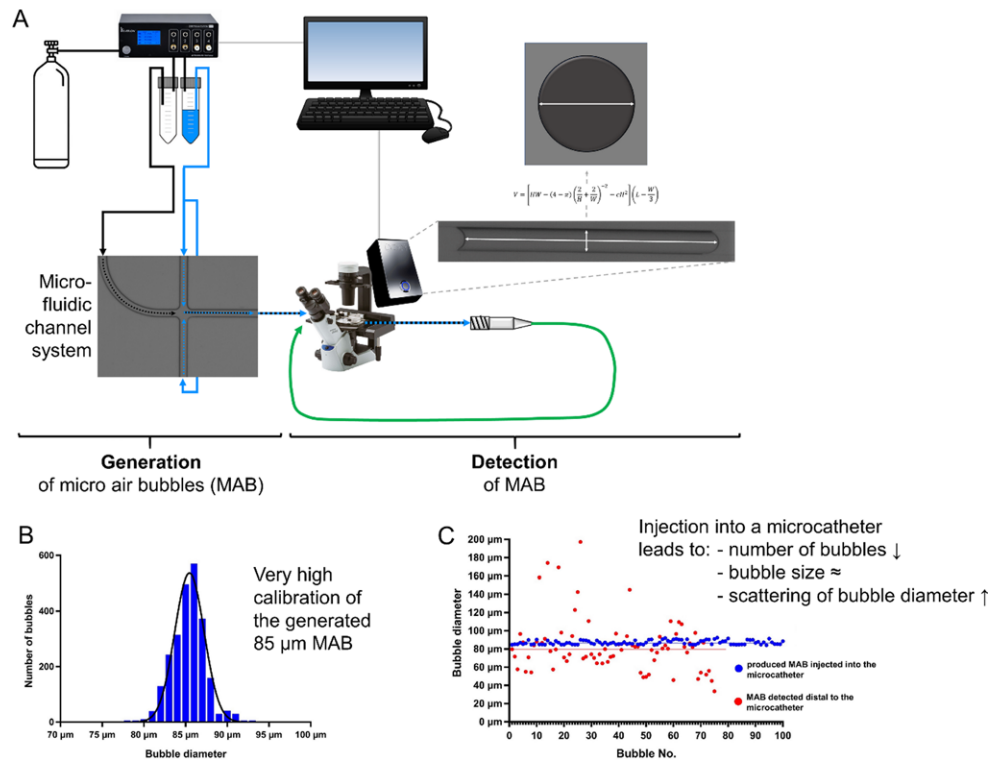 A
Micro-
fluidic
channel
system
V = [HW − (4 − π) (2/H + 2/W)⁻² − cH²] (L − W/3)
Generation
of micro air bubbles (MAB)
Detection
of MAB
B
Number of bubbles
600
400
200
0
70 µm
75 µm
80 µm
85 µm
90 µm
95 µm
100 µm
Bubble diameter
Very high
calibration of
the generated
85 µm MAB
C
Injection into a microcatheter
leads to: - number of bubbles ↓
- bubble size ≈
- scattering of bubble diameter ↑
Bubble diameter
200 µm
180 µm
160 µm
140 µm
120 µm
100 µm
80 µm
60 µm
40 µm
20 µm
0 µm
0
10
20
30
40
50
60
70
80
90
100
Bubble No.
produced MAB injected into the
microcatheter
MAB detected distal to the
microcatheter